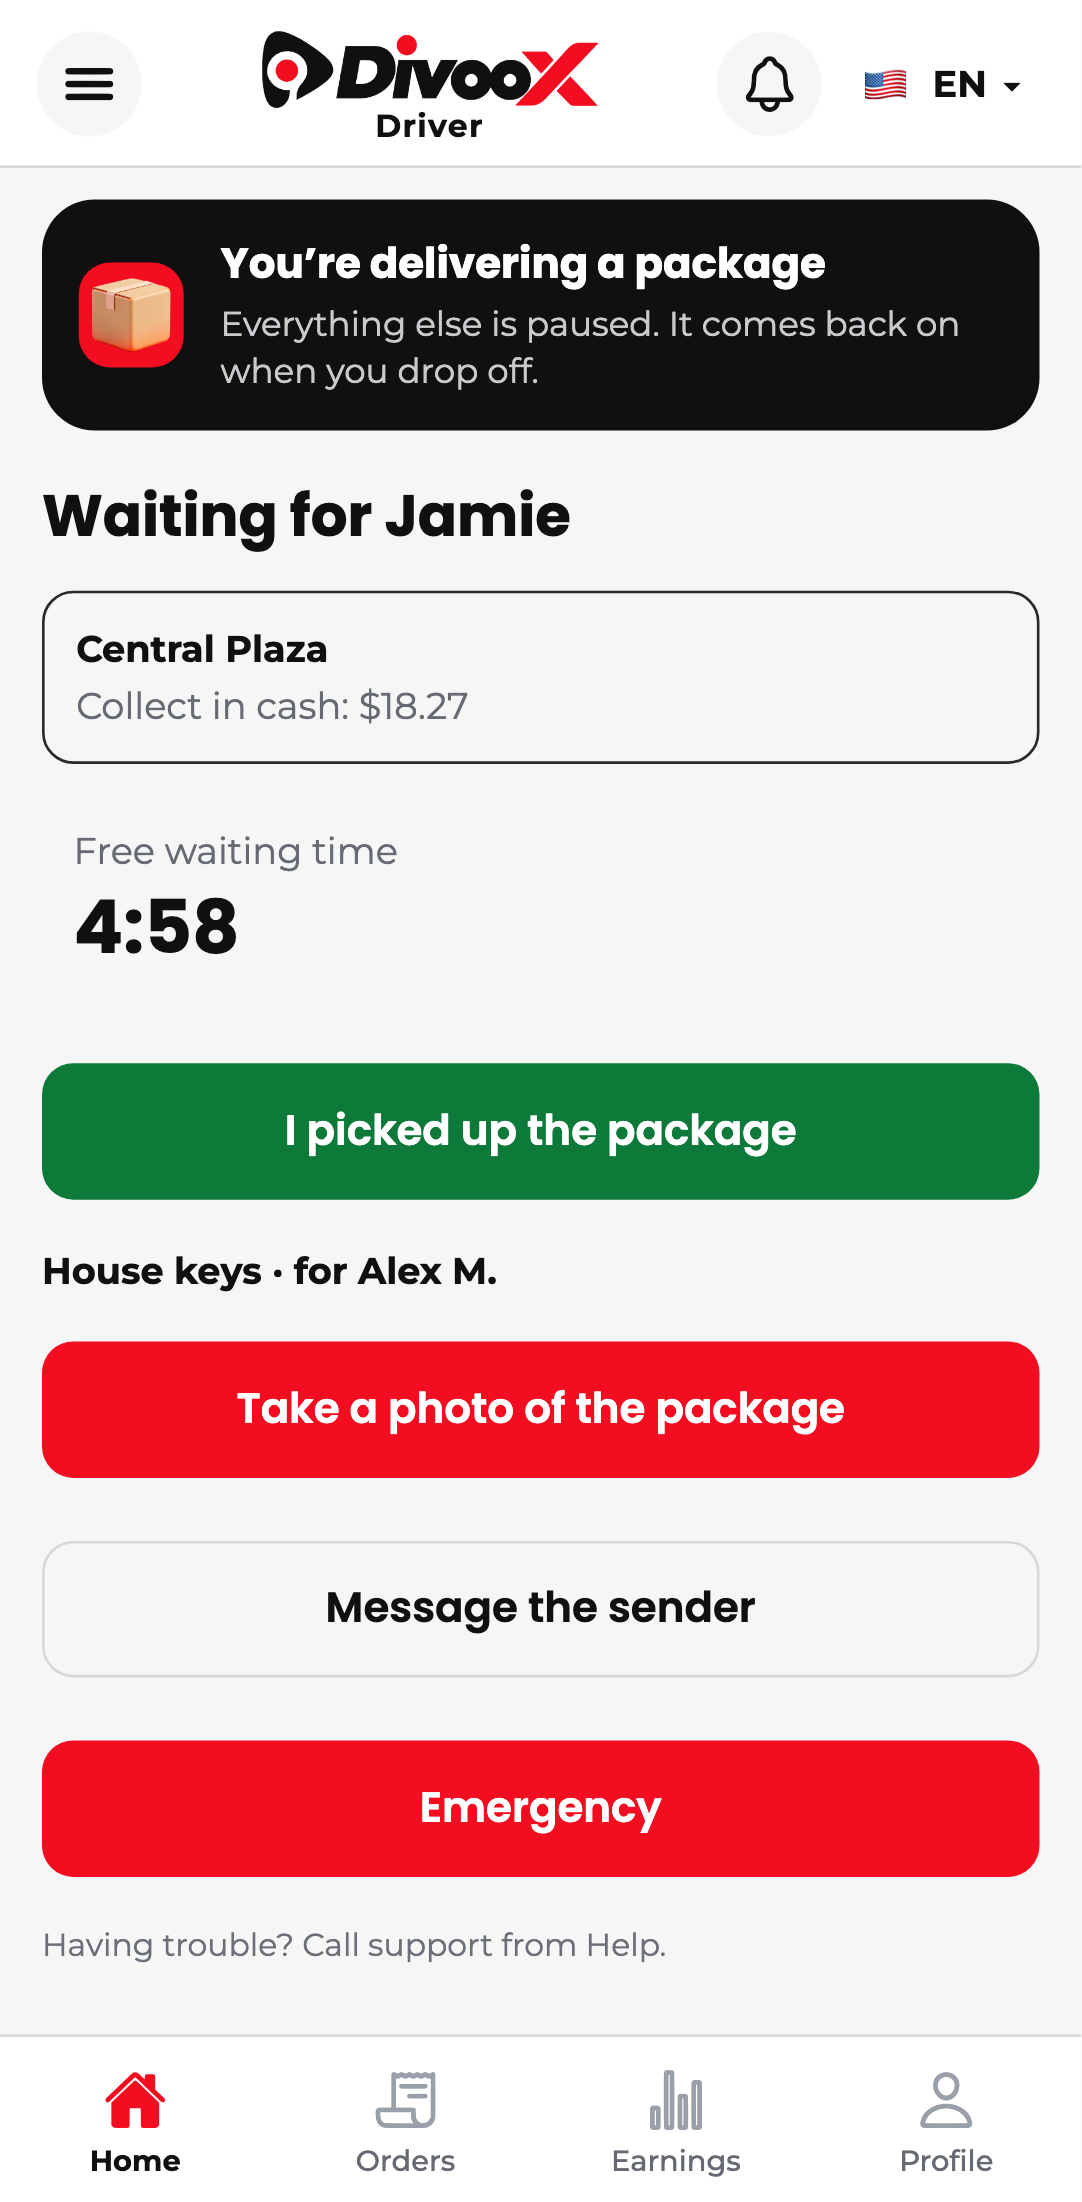 DivooX
Driver
EN
You’re delivering a package
Everything else is paused. It comes back on
when you drop off.
Waiting for Jamie
Central Plaza
Collect in cash: $18.27
Free waiting time
4:58
I picked up the package
House keys · for Alex M.
Take a photo of the package
Message the sender
Emergency
Having trouble? Call support from Help.
Home
Orders
Earnings
Profile